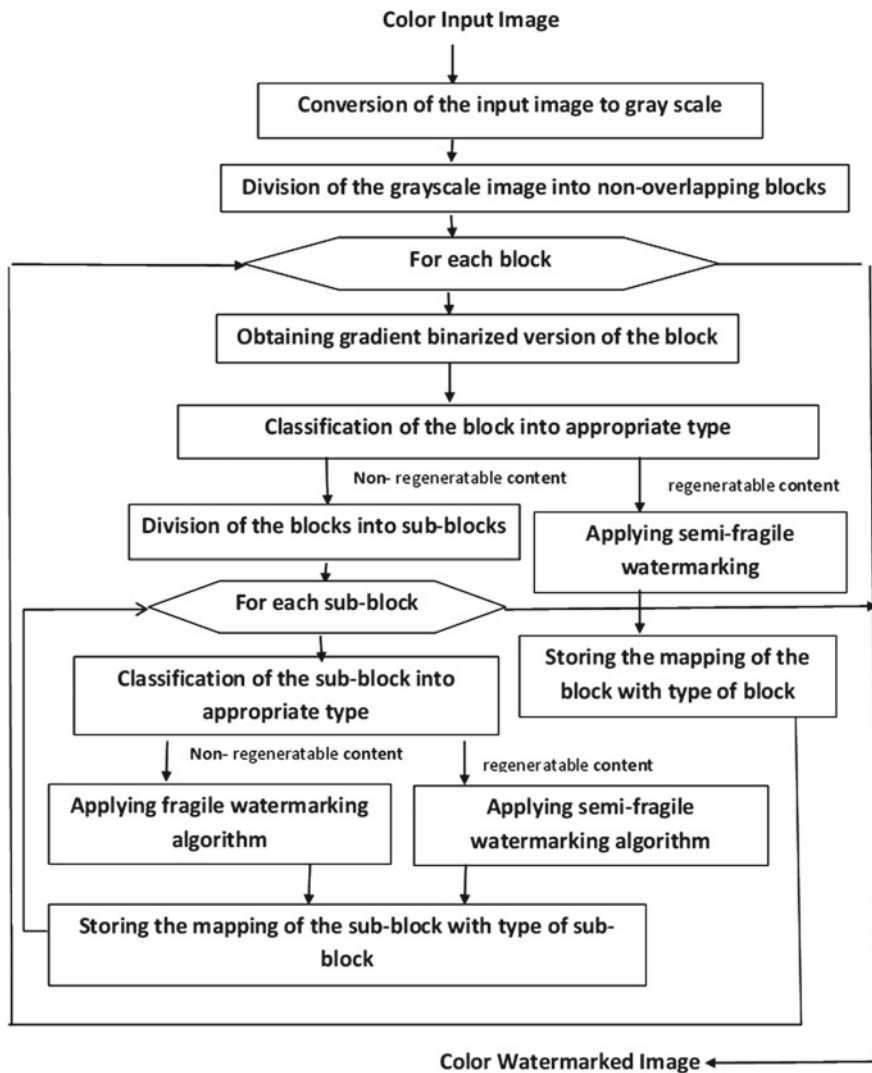 Color Input Image
Conversion of the input image to gray scale
Division of the grayscale image into non-overlapping blocks
For each block
Obtaining gradient binarized version of the block
Classification of the block into appropriate type
Non- regeneratable content
regeneratable content
Division of the blocks into sub-blocks
Applying semi-fragile
watermarking
For each sub-block
Storing the mapping of the
block with type of block
Classification of the sub-block into
appropriate type
Non- regeneratable content
regeneratable content
Applying fragile watermarking
algorithm
Applying semi-fragile
watermarking algorithm
Storing the mapping of the sub-block with type of sub-
block
Color Watermarked Image